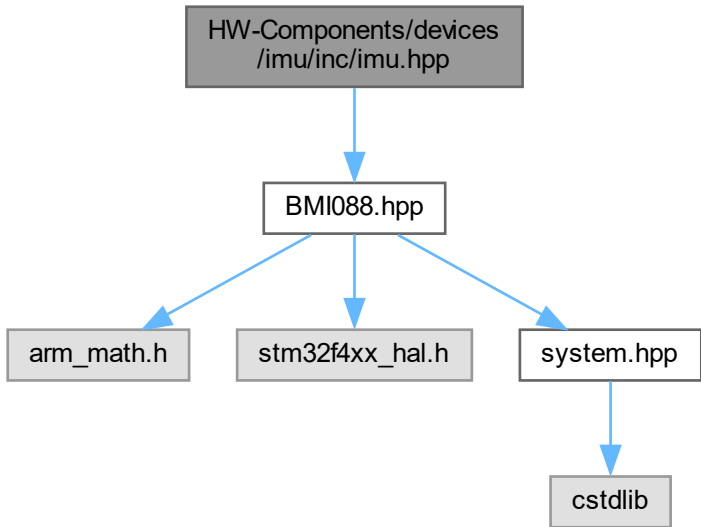 HW-Components/devices
/imu/inc/imu.hpp
BMI088.hpp
arm_math.h
stm32f4xx_hal.h
system.hpp
cstdlib